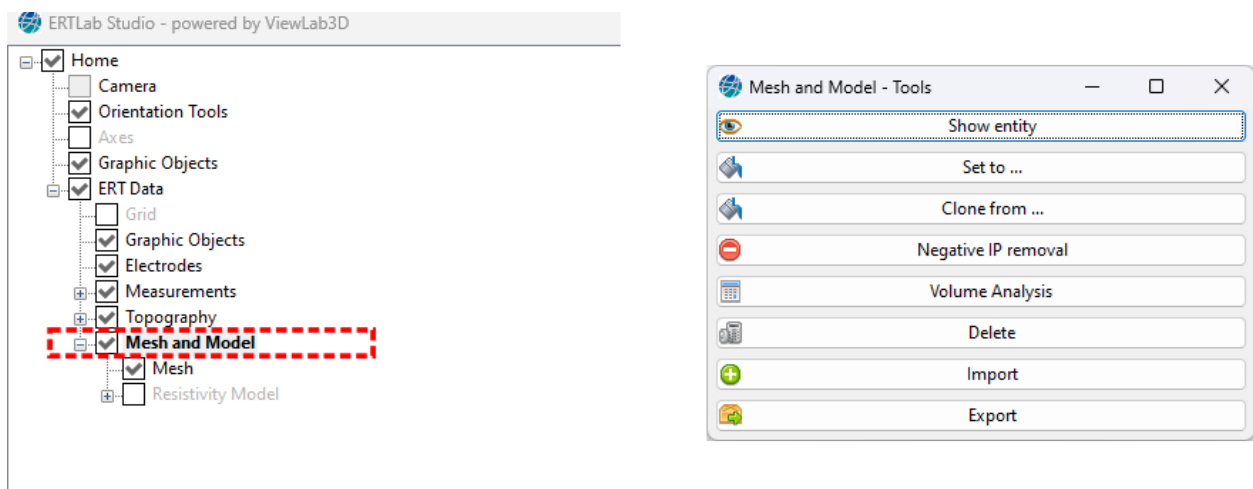 ERTLab Studio - powered by ViewLab3D
Home
Camera
Orientation Tools
Axes
Graphic Objects
ERT Data
Grid
Graphic Objects
Electrodes
Measurements
Topography
Mesh and Model
Mesh
Resistivity Model
Mesh and Model - Tools
Show entity
Set to ...
Clone from ...
Negative IP removal
Volume Analysis
Delete
Import
Export